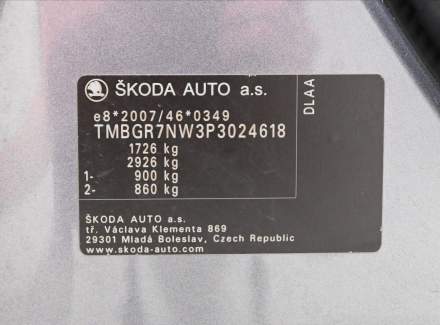 ŠKODA AUTO a.s.
DLAA
e8*2007/46*0349
TMBGR7NW3P3024618
1726 kg
2926 kg
1- 900 kg
2- 860 kg
ŠKODA AUTO a.s.
tř. Václava Klementa 869
29301 Mladá Boleslav, Czech Republic
www.skoda-auto.com